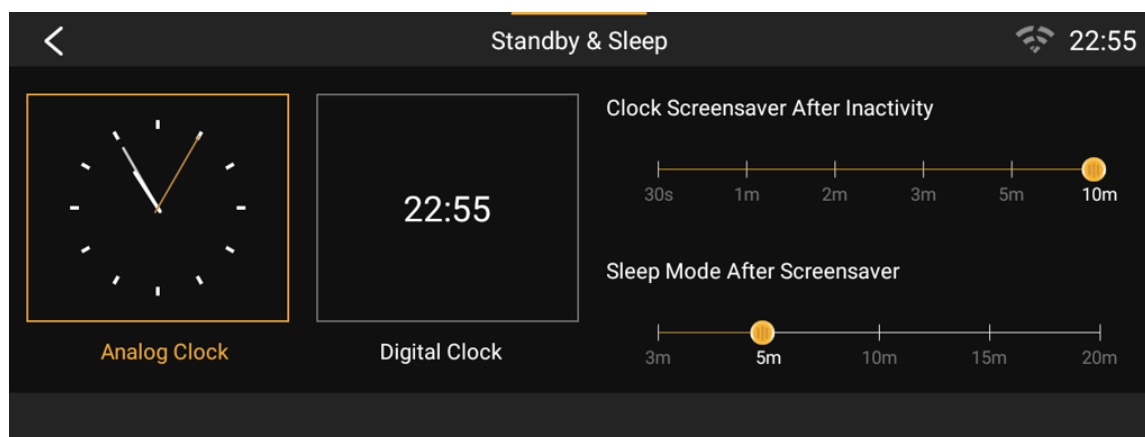 Standby & Sleep
22:55
22:55
Analog Clock
Digital Clock
Clock Screensaver After Inactivity
30s 1m 2m 3m 5m 10m
Sleep Mode After Screensaver
3m 5m 10m 15m 20m